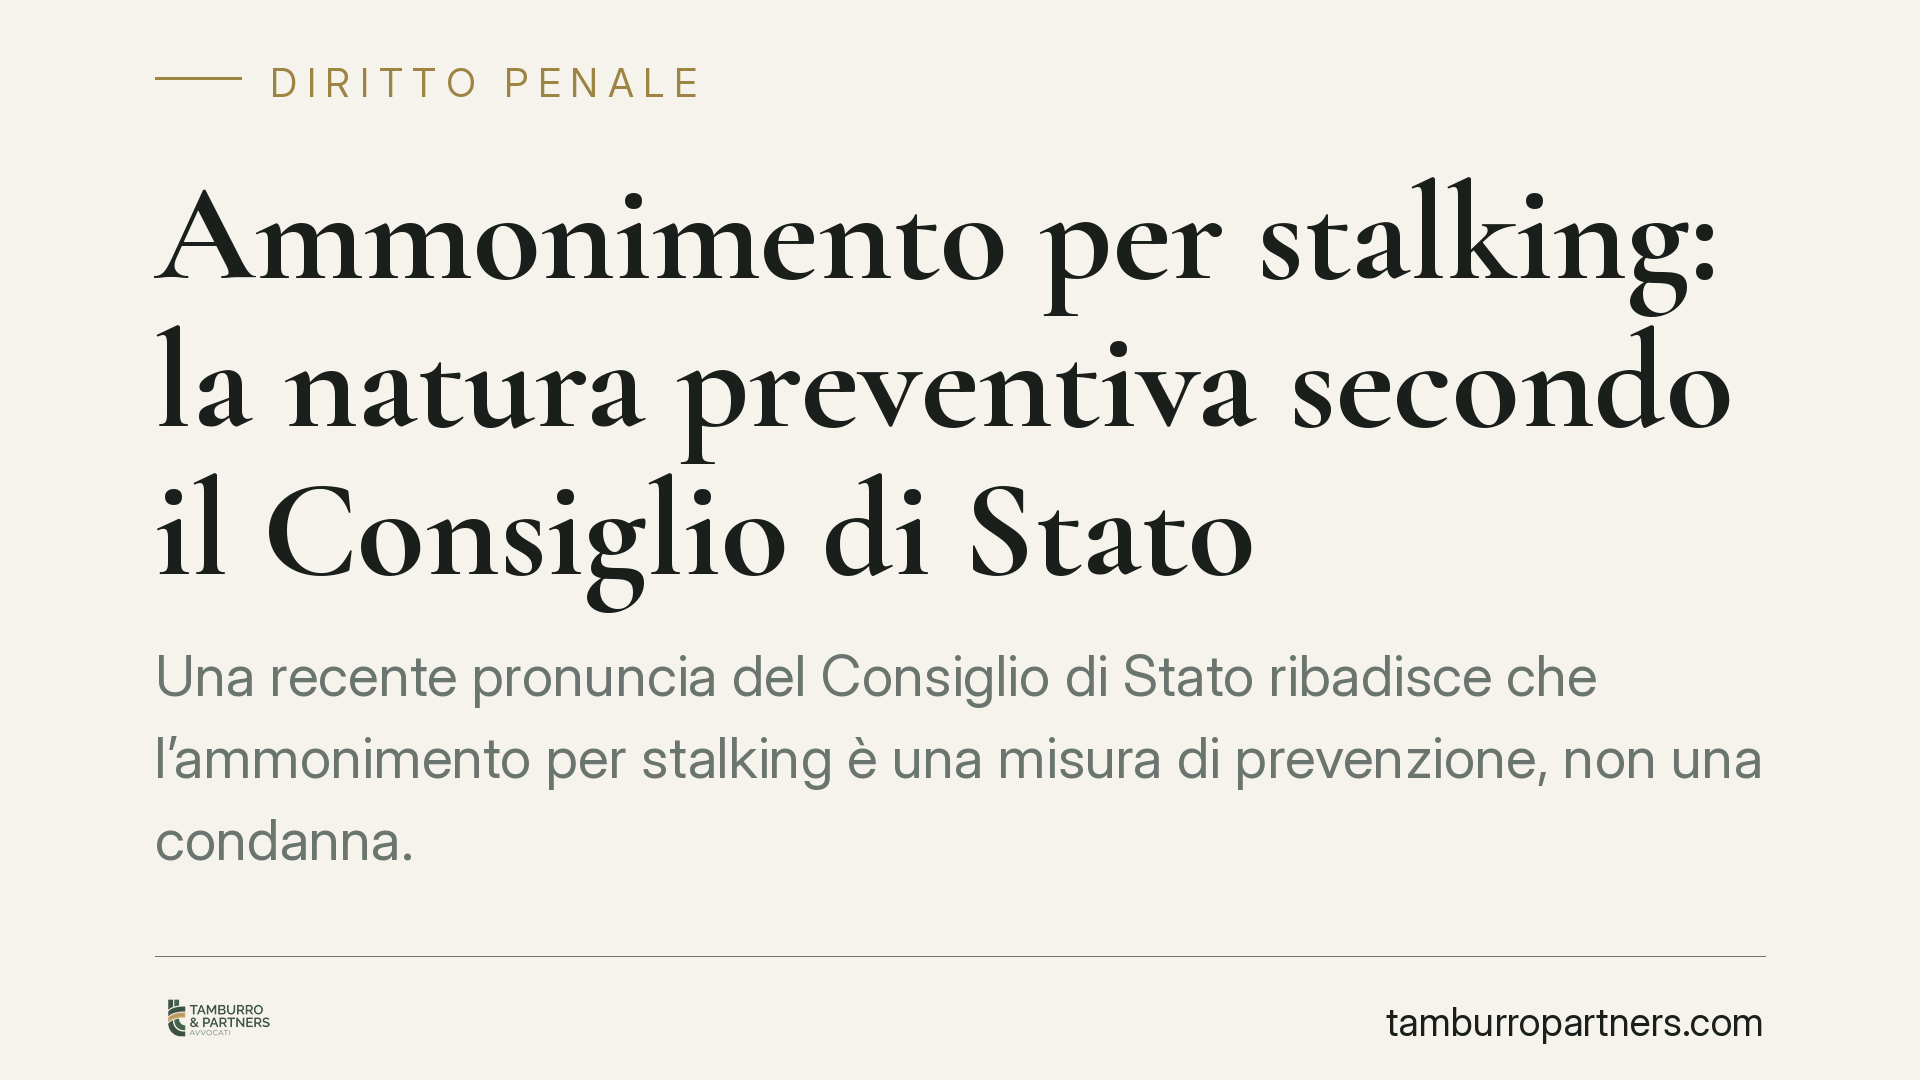 DIRITTO PENALE
Ammonimento per stalking:
la natura preventiva secondo
il Consiglio di Stato
Una recente pronuncia del Consiglio di Stato ribadisce che
l’ammonimento per stalking è una misura di prevenzione, non una
condanna.
TAMBURRO
& PARTNERS
AVVOCATI
tamburropartners.com